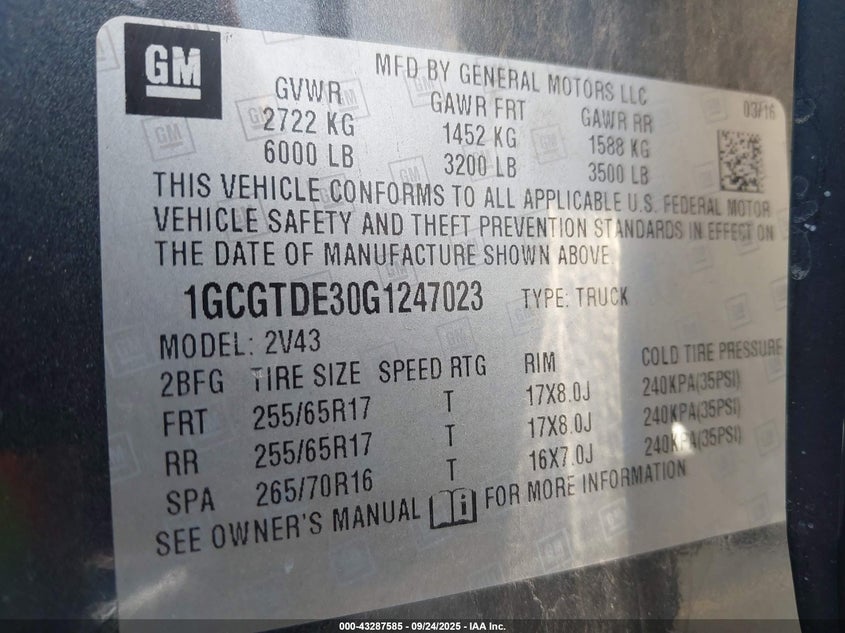 GM
MFD BY GENERAL MOTORS LLC
03/16
GVWR GAWR FRT GAWR RR
2722 KG 1452 KG 1588 KG
6000 LB 3200 LB 3500 LB
THIS VEHICLE CONFORMS TO ALL APPLICABLE U.S. FEDERAL MOTOR
VEHICLE SAFETY AND THEFT PREVENTION STANDARDS IN EFFECT ON
THE DATE OF MANUFACTURE SHOWN ABOVE.
1GCGTDE30G1247023 TYPE: TRUCK
MODEL: 2V43
2BFG TIRE SIZE SPEED RTG RIM COLD TIRE PRESSURE
FRT 255/65R17 T 17X8.0J 240KPA(35PSI)
RR 255/65R17 T 17X8.0J 240KPA(35PSI)
SPA 265/70R16 T 16X7.0J 240KPA(35PSI)
SEE OWNER'S MANUAL FOR MORE INFORMATION
000-43287585 - 09/24/2025 - IAA Inc.